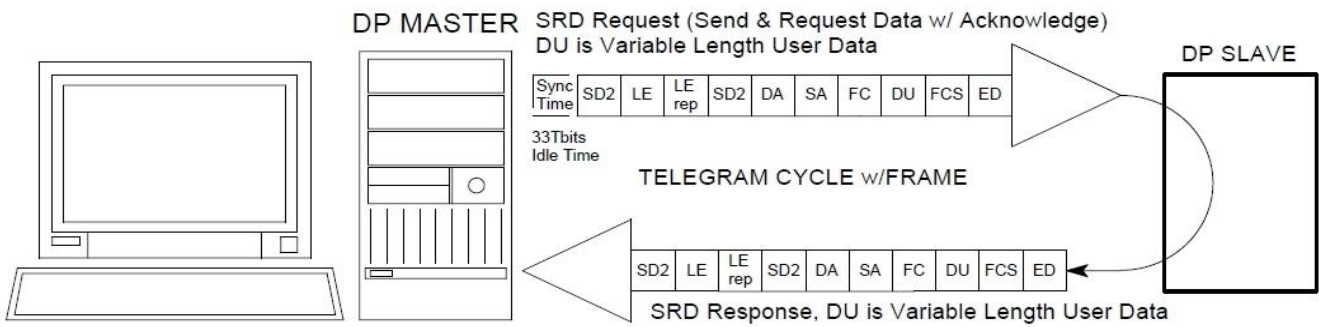 DP MASTER
SRD Request (Send & Request Data w/ Acknowledge)
DU is Variable Length User Data
DP SLAVE
Sync Time SD2 LE LE rep SD2 DA SA FC DU FCS ED
33Tbits
Idle Time
TELEGRAM CYCLE w/FRAME
SD2 LE LE rep SD2 DA SA FC DU FCS ED
SRD Response, DU is Variable Length User Data